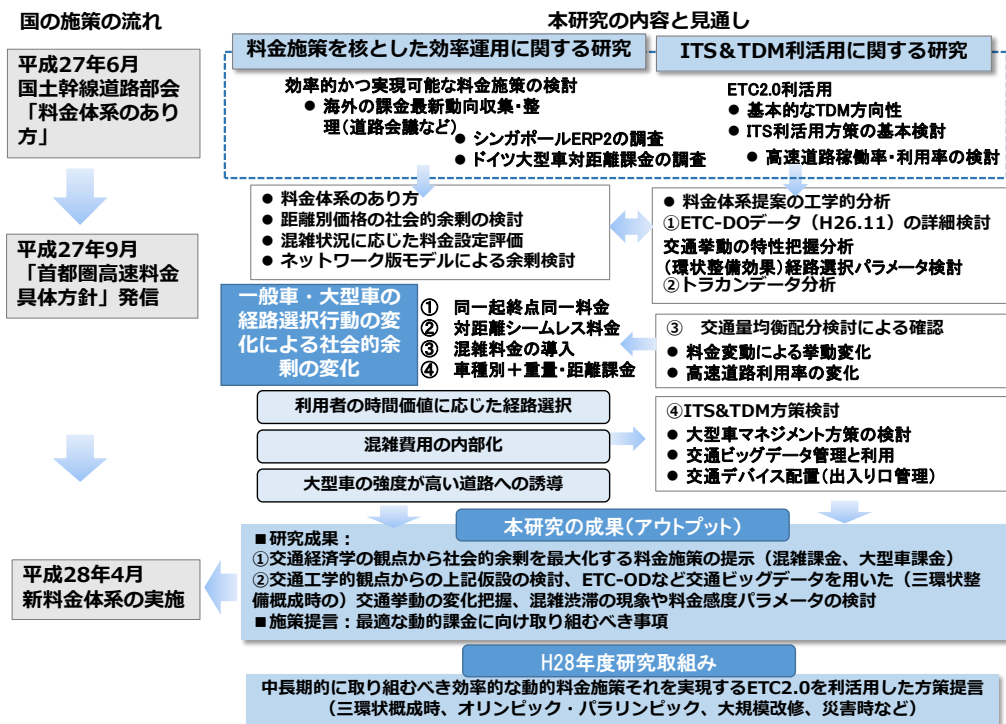 国の施策の流れ
本研究の内容と見通し
平成27年6月
国土幹線道路部会
「料金体系のあり
方」
平成27年9月
「首都圏高速料金
具体方針」発信
平成28年4月
新料金体系の実施
料金施策を核とした効率運用に関する研究
効率的かつ実現可能な料金施策の検討
● 海外の課金最新動向収集・整
理(道路会議など)
● シンガポールERP2の調査
● ドイツ大型車対距離課金の調査
ITS&TDM利活用に関する研究
ETC2.0利活用
● 基本的なTDM方向性
● ITS利活用方策の基本検討
● 高速道路稼働率・利用率の検討
● 料金体系のあり方
● 距離別価格の社会的余剰の検討
● 混雑状況に応じた料金設定評価
● ネットワーク版モデルによる余剰検討
● 料金体系提案の工学的分析
①ETC-DOデータ（H26.11）の詳細検討
交通挙動の特性把握分析
(環状整備効果)経路選択パラメータ検討
②トラカンデータ分析
一般車・大型車の
経路選択行動の変
化による社会的余
剰の変化
① 同一起終点同一料金
② 対距離シームレス料金
③ 混雑料金の導入
④ 車種別＋重量・距離課金
③ 交通量均衡配分検討による確認
● 料金変動による挙動変化
● 高速道路利用率の変化
利用者の時間価値に応じた経路選択
混雑費用の内部化
大型車の強度が高い道路への誘導
④ITS&TDM方策検討
● 大型車マネジメント方策の検討
● 交通ビッグデータ管理と利用
● 交通デバイス配置(出入り口管理)
本研究の成果(アウトプット)
■研究成果：
①交通経済学の観点から社会的余剰を最大化する料金施策の提示（混雑課金、大型車課金）
②交通工学的観点からの上記仮設の検討、ETC-ODなど交通ビッグデータを用いた（三環状整
備概成時の）交通挙動の変化把握、混雑渋滞の現象や料金感度パラメータの検討
■施策提言：最適な動的課金に向け取り組むべき事項
H28年度研究取組み
中長期的に取り組むべき効率的な動的料金施策それを実現するETC2.0を利活用した方策提言
（三環状概成時、オリンピック・パラリンピック、大規模改修、災害時など）